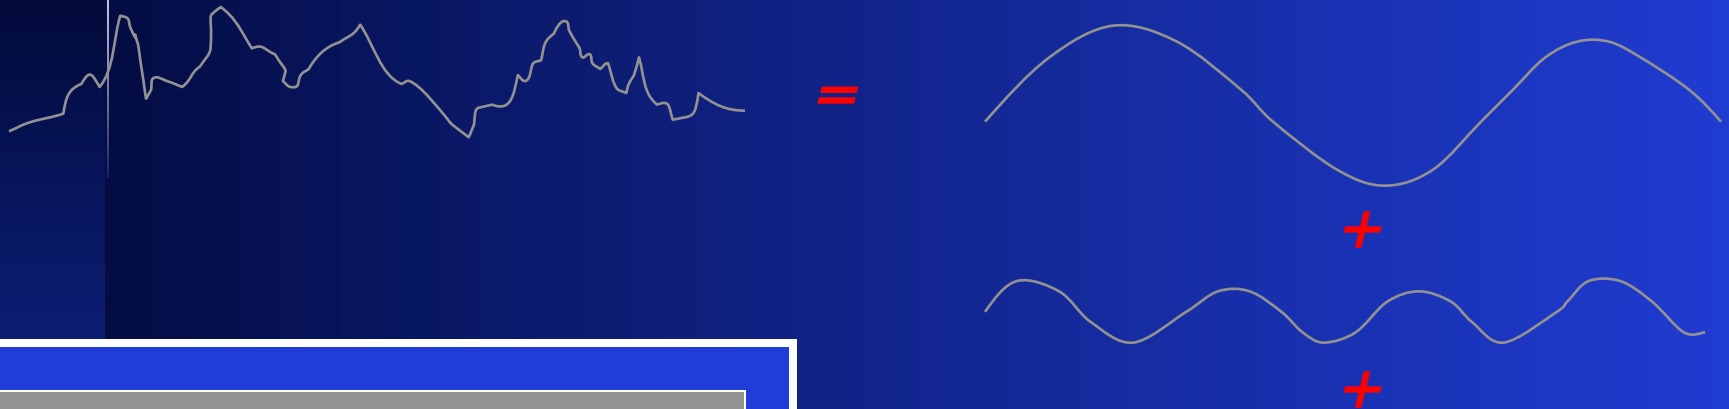 =
+
+